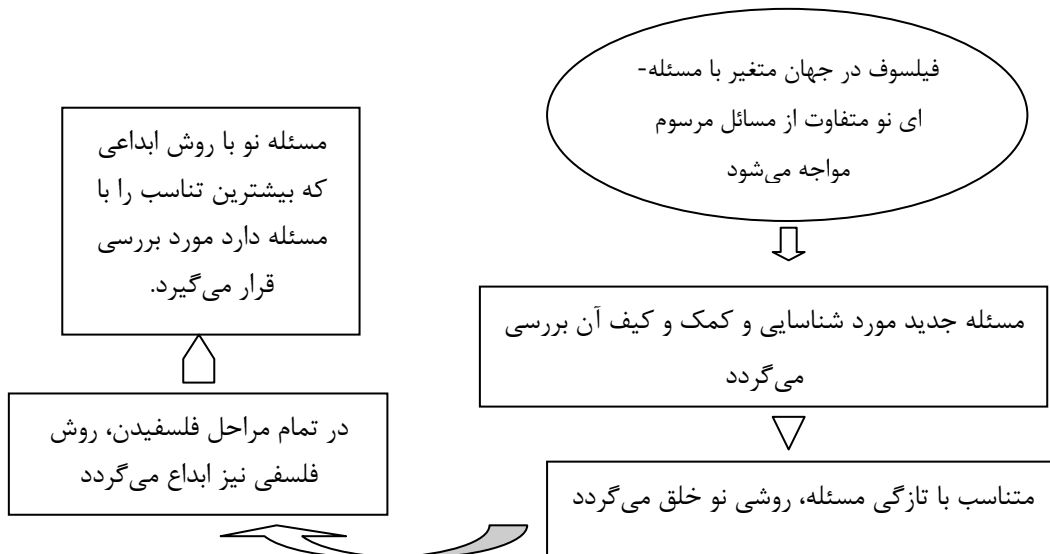 فیلسوف در جهان متغیر با مسئله-
ای نو متفاوت از مسائل مرسوم
مواجه می‌شود
مسئله جدید مورد شناسایی و کمک و کیف آن بررسی
می‌گردد
متناسب با تازگی مسئله، روشی نو خلق می‌گردد
در تمام مراحل فلسفیدن، روش
فلسفی نیز ابداع می‌گردد
مسئله نو با روش ابداعی
که بیشترین تناسب را با
مسئله دارد مورد بررسی
قرار می‌گیرد.